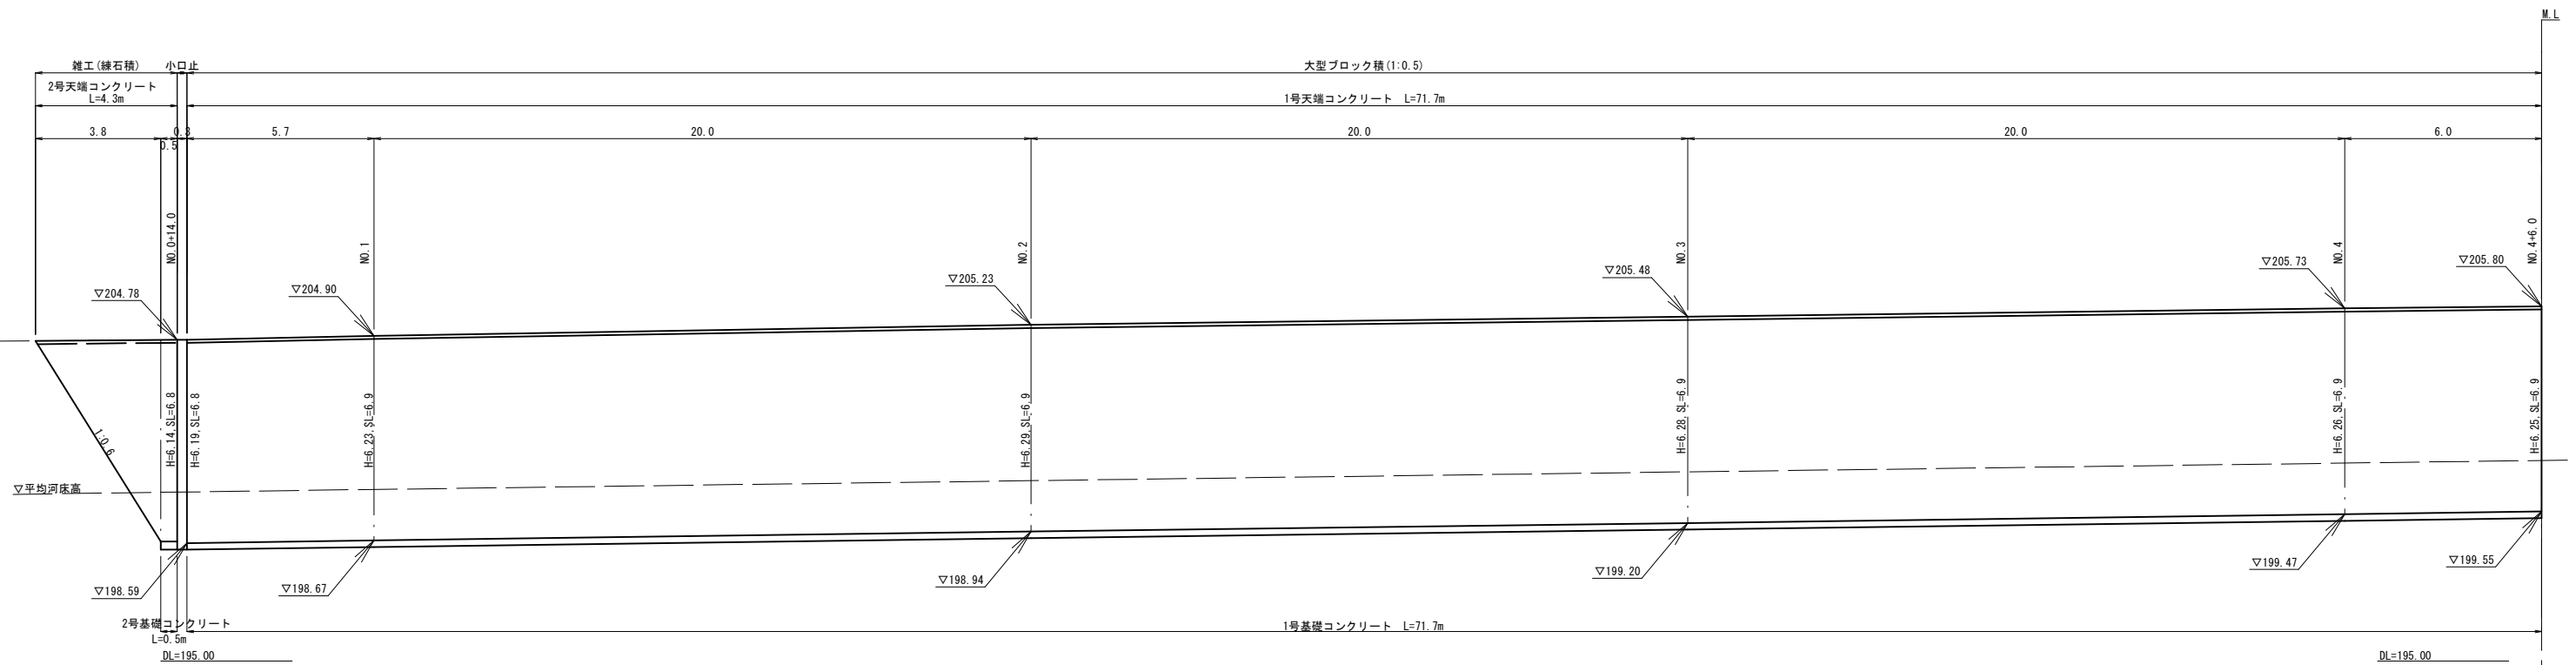 M.L
雑工(練石積)
小口止
大型ブロック積(1:0.5)
2号天端コンクリート
L=4.3m
1号天端コンクリート L=71.7m
3.8
0.5
0.3
5.7
20.0
20.0
20.0
6.0
NO.0+14.0
NO.1
NO.2
NO.3
NO.4
NO.4+6.0
▽204.78
▽204.90
▽205.23
▽205.48
▽205.73
▽205.80
H=6.14,SL=6.8
H=6.19,SL=6.8
H=6.23,SL=6.9
H=6.29,SL=6.9
H=6.28,SL=6.9
H=6.26,SL=6.9
H=6.25,SL=6.9
1:0.6
▽平均河床高
▽198.59
▽198.67
▽198.94
▽199.20
▽199.47
▽199.55
2号基礎コンクリート
L=0.5m
1号基礎コンクリート L=71.7m
DL=195.00
DL=195.00